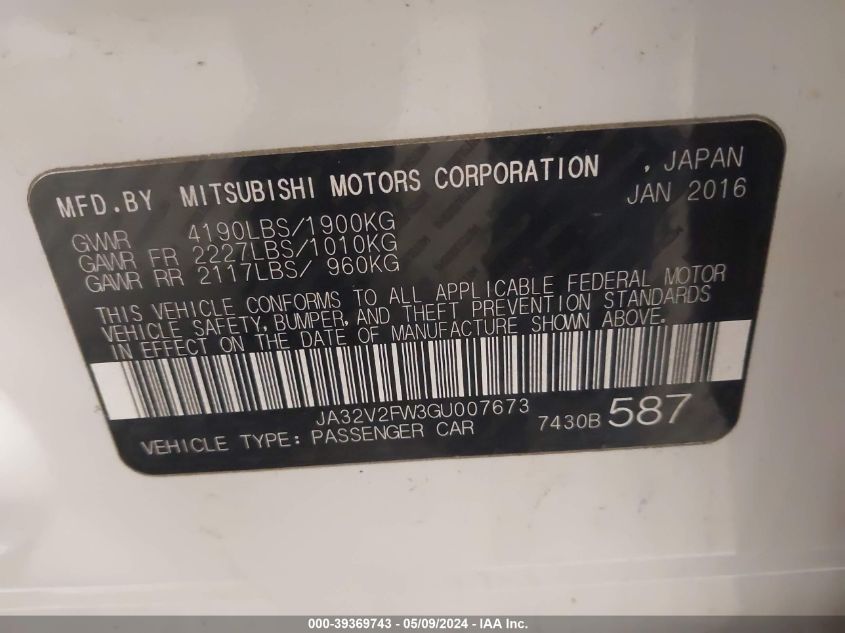 MFD.BY MITSUBISHI MOTORS CORPORATION , JAPAN
JAN 2016
GVWR 4190LBS/1900KG
GAWR FR 2227LBS/1010KG
GAWR RR 2117LBS/ 960KG
THIS VEHICLE CONFORMS TO ALL APPLICABLE FEDERAL MOTOR
VEHICLE SAFETY, BUMPER, AND THEFT PREVENTION STANDARDS
IN EFFECT ON THE DATE OF MANUFACTURE SHOWN ABOVE.
JA32V2FW3GU007673
VEHICLE TYPE: PASSENGER CAR 7430B 587
000-39369743 - 05/09/2024 - IAA Inc.